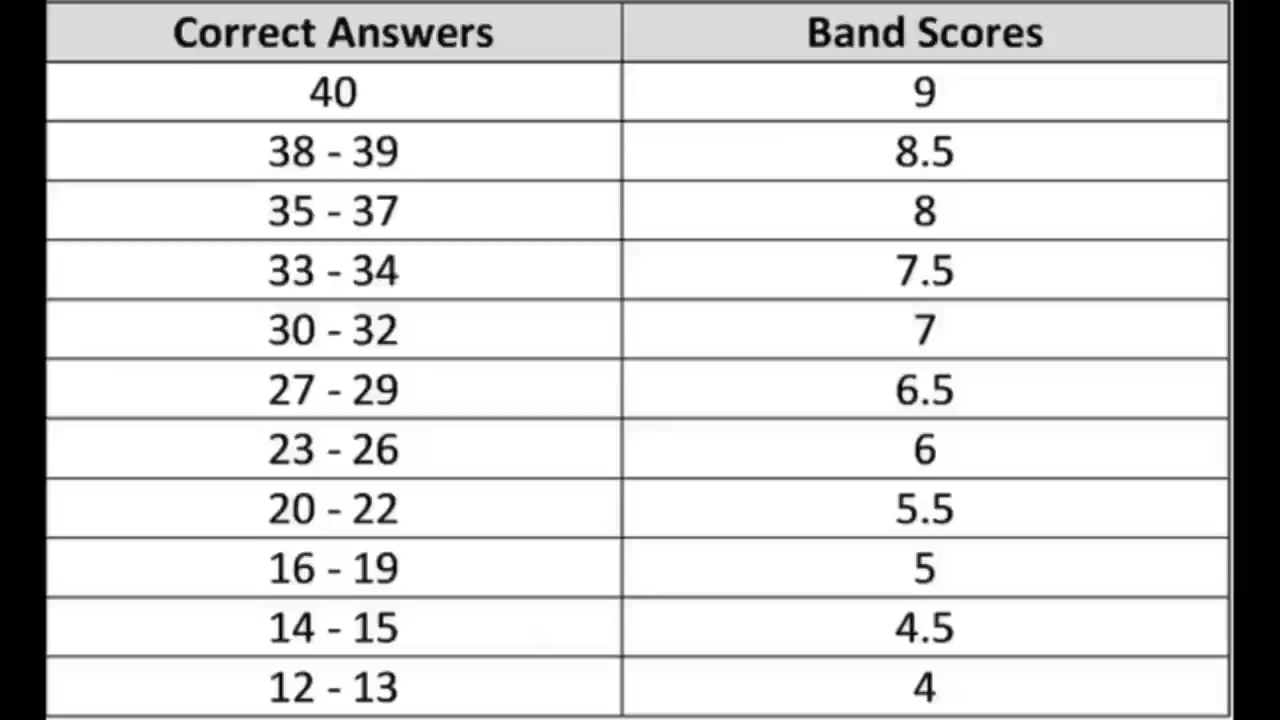 Correct Answers Band Scores
40 9
38 - 39 8.5
35 - 37 8
33 - 34 7.5
30 - 32 7
27 - 29 6.5
23 - 26 6
20 - 22 5.5
16 - 19 5
14 - 15 4.5
12 - 13 4